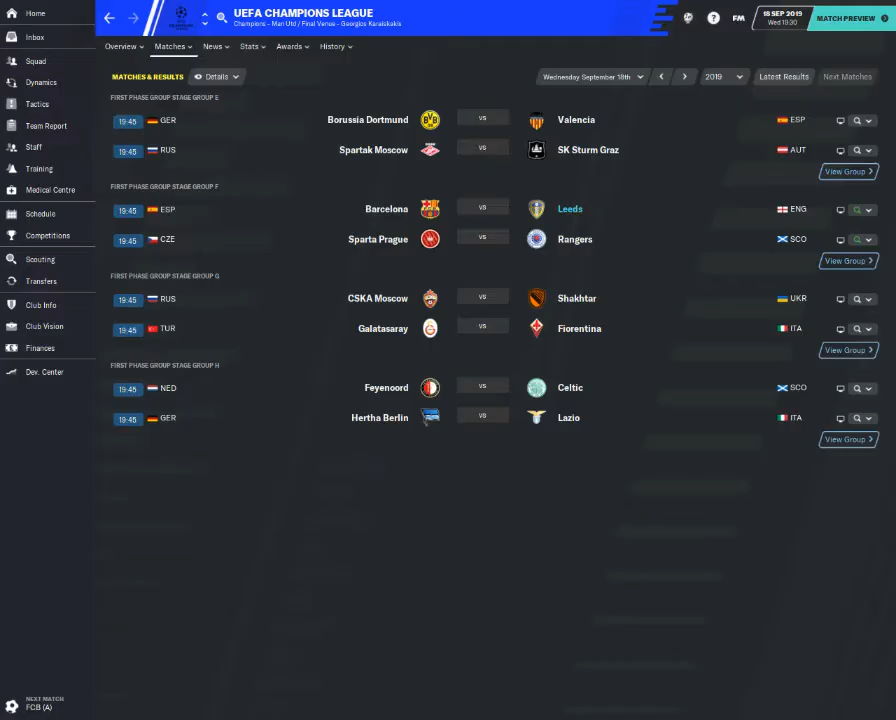 Home
Inbox
Squad
Dynamics
Tactics
Team Report
Staff
Training
Medical Centre
Schedule
Competitions
Scouting
Transfers
Club Info
Club Vision
Finances
Dev. Center
NEXT MATCH
FCB (A)
UEFA CHAMPIONS LEAGUE
Champions - Man Utd / Final Venue - Georgios Karaiskakis
? FM 18 SEP 2019
Wed 19:30
MATCH PREVIEW
Overview Matches News Stats Awards History
MATCHES & RESULTS Details Wednesday September 18th 2019 Latest Results Next Matches
FIRST PHASE GROUP STAGE GROUP E
19:45 GER Borussia Dortmund vs Valencia ESP
19:45 RUS Spartak Moscow vs SK Sturm Graz AUT
View Group
FIRST PHASE GROUP STAGE GROUP F
19:45 ESP Barcelona vs Leeds ENG
19:45 CZE Sparta Prague vs Rangers SCO
View Group
FIRST PHASE GROUP STAGE GROUP G
19:45 RUS CSKA Moscow vs Shakhtar UKR
19:45 TUR Galatasaray vs Fiorentina ITA
View Group
FIRST PHASE GROUP STAGE GROUP H
19:45 NED Feyenoord vs Celtic SCO
19:45 GER Hertha Berlin vs Lazio ITA
View Group